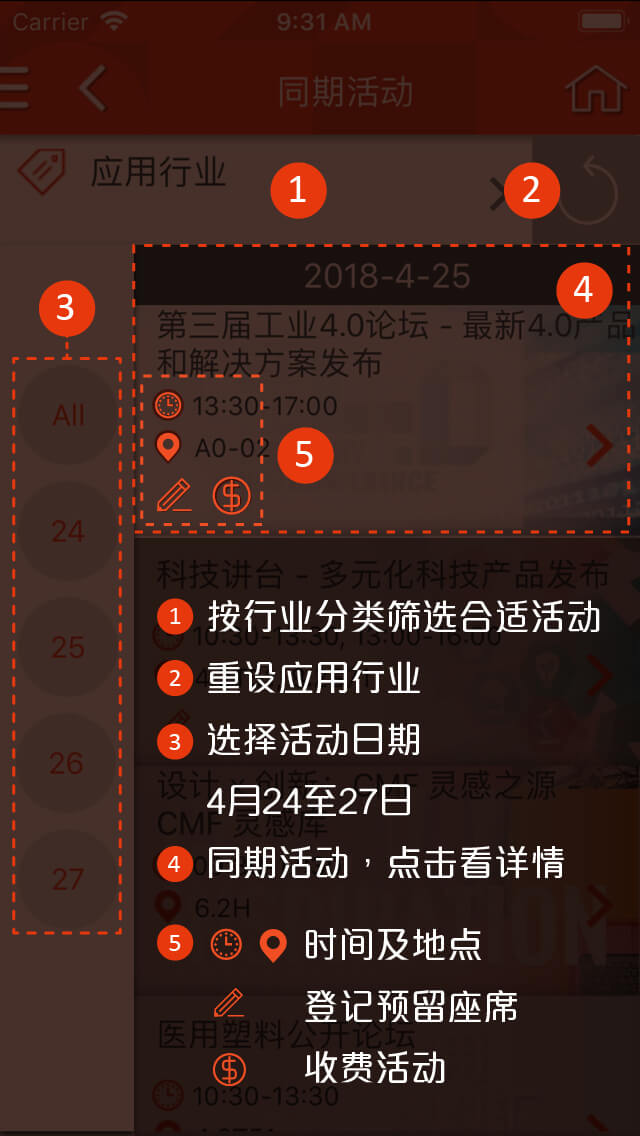 Carrier 9:31 AM
同期活动
应用行业
1
2
3
2018-4-25
4
第三届工业4.0论坛 - 最新4.0产品
和解决方案发布
All
13:30-17:00
A0-02
5
24
25
26
27
科技讲台 - 多元化科技产品发布
10:30-13:30, 13:00-16:00
1 按行业分类筛选合适活动
2 重设应用行业
3 选择活动日期
4月24至27日
设计 x 创新：CMF 灵感之源 -
CMF 灵感库
4 同期活动，点击看详情
6.2H
5 时间及地点
登记预留座席
医用塑料公开论坛
收费活动
10:30-13:30